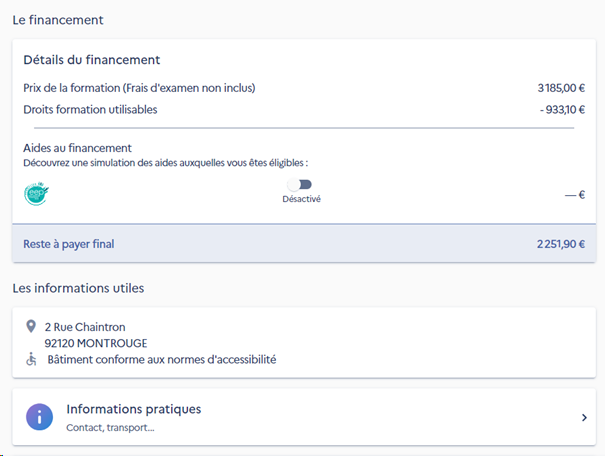 Le financement
Détails du financement
Prix de la formation (Frais d'examen non inclus) 3 185,00 €
Droits formation utilisables - 933,10 €
Aides au financement
Découvrez une simulation des aides auxquelles vous êtes éligibles :
Désactivé
— €
Reste à payer final 2 251,90 €
Les informations utiles
2 Rue Chaintron
92120 MONTROUGE
Bâtiment conforme aux normes d'accessibilité
Informations pratiques
Contact, transport...